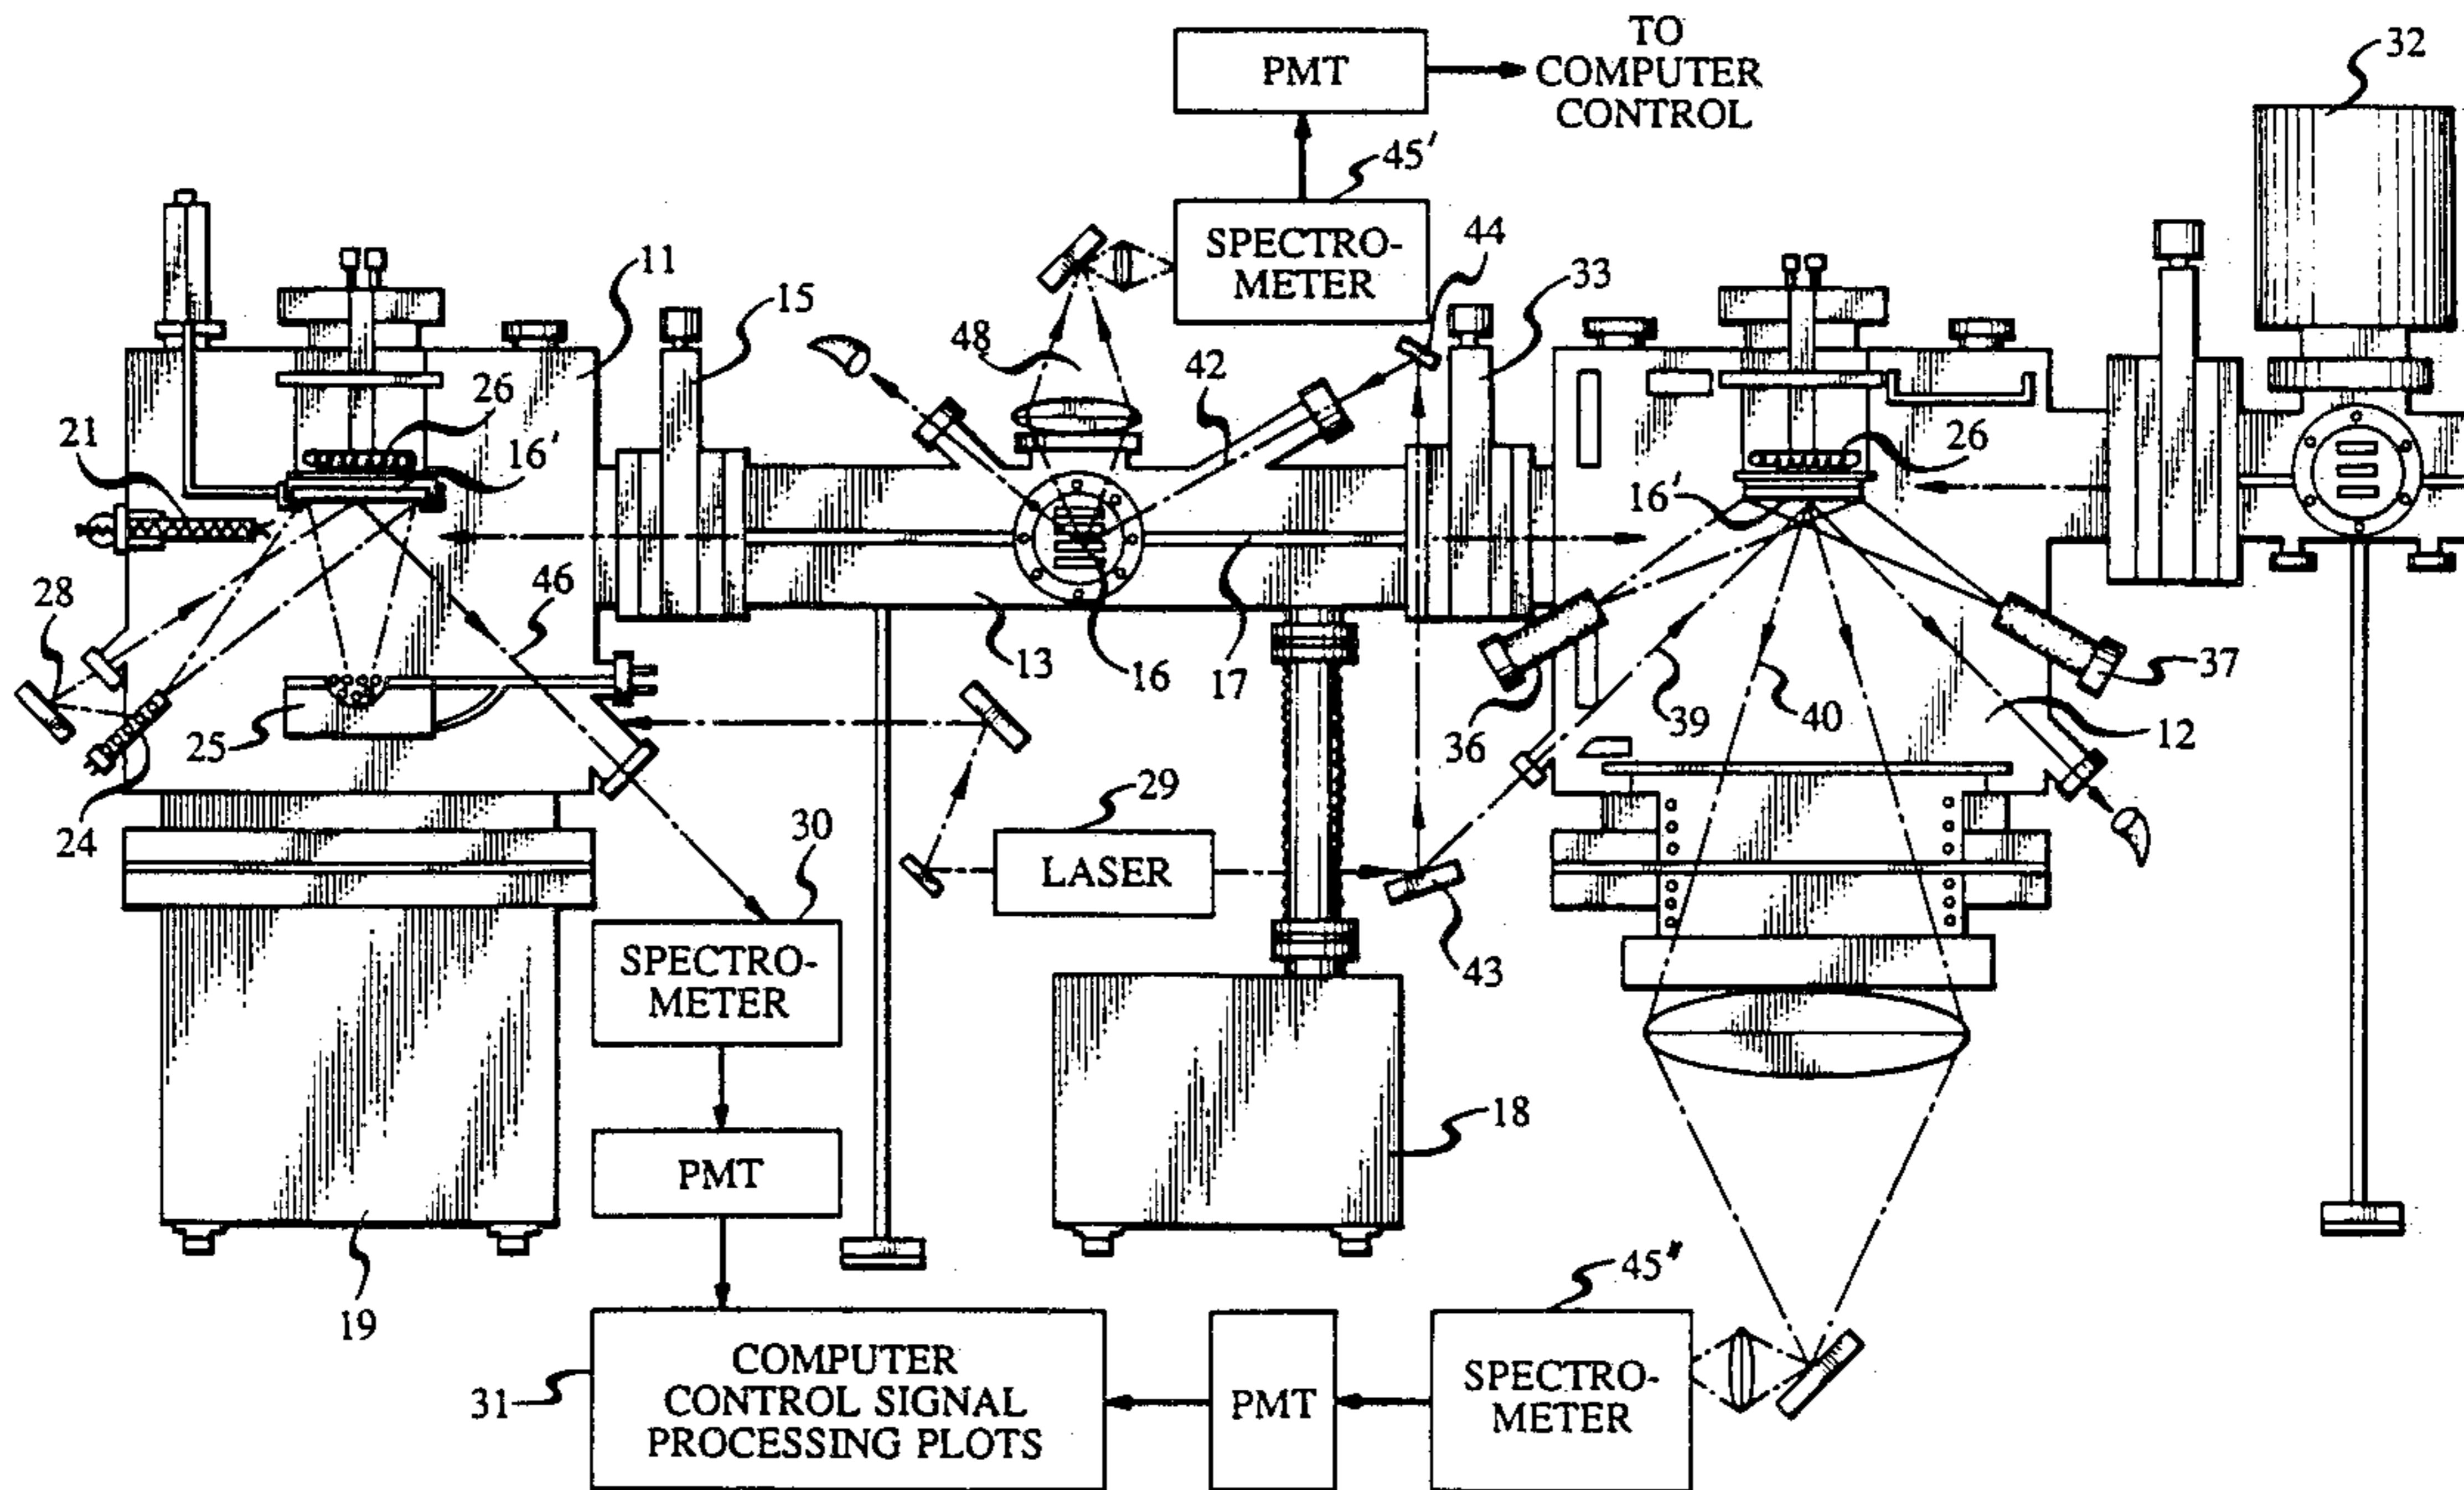 TO
COMPUTER
CONTROL
PMT
32
45′
SPECTRO-
METER
44
11
15
48
42
33
26
16′
21
26
16′
28
46
25
13
16
17
36
39
40
12
37
24
30
29
LASER
43
SPECTRO-
METER
PMT
18
19
45″
31
COMPUTER
CONTROL SIGNAL
PROCESSING PLOTS
PMT
SPECTRO-
METER